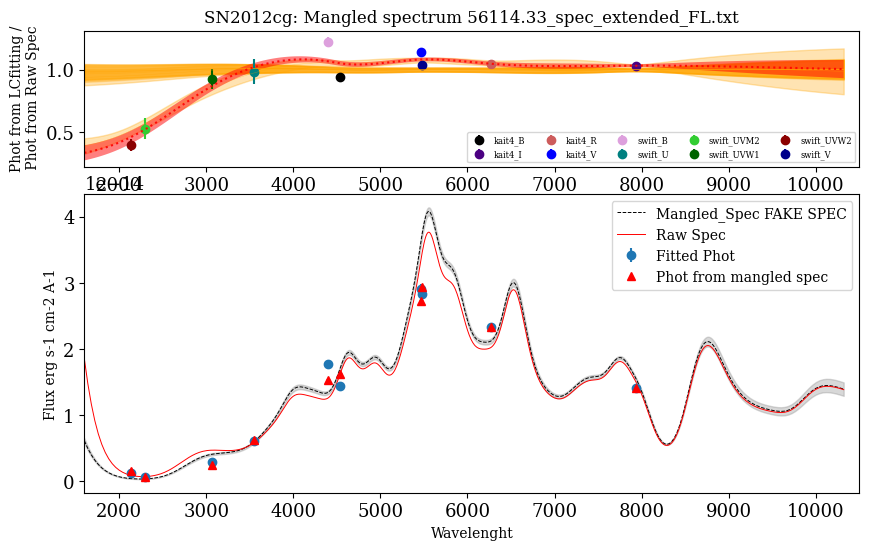 SN2012cg: Mangled spectrum 56114.33_spec_extended_FL.txt
Phot from LCfitting /
Phot from Raw Spec
1.0
0.5
kait4_B kait4_R swift_B swift_UVM2 swift_UVW2
kait4_I kait4_V swift_U swift_UVW1 swift_V
2000 3000 4000 5000 6000 7000 8000 9000 10000
1e−14
Flux erg s-1 cm-2 A-1
4
3
2
1
0
Mangled_Spec FAKE SPEC
Raw Spec
Fitted Phot
Phot from mangled spec
2000 3000 4000 5000 6000 7000 8000 9000 10000
Wavelenght